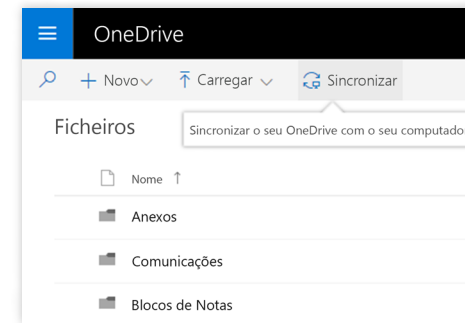 OneDrive
Novo Carregar Sincronizar
Ficheiros
Sincronizar o seu OneDrive com o seu computado
Nome
Anexos
Comunicações
Blocos de Notas